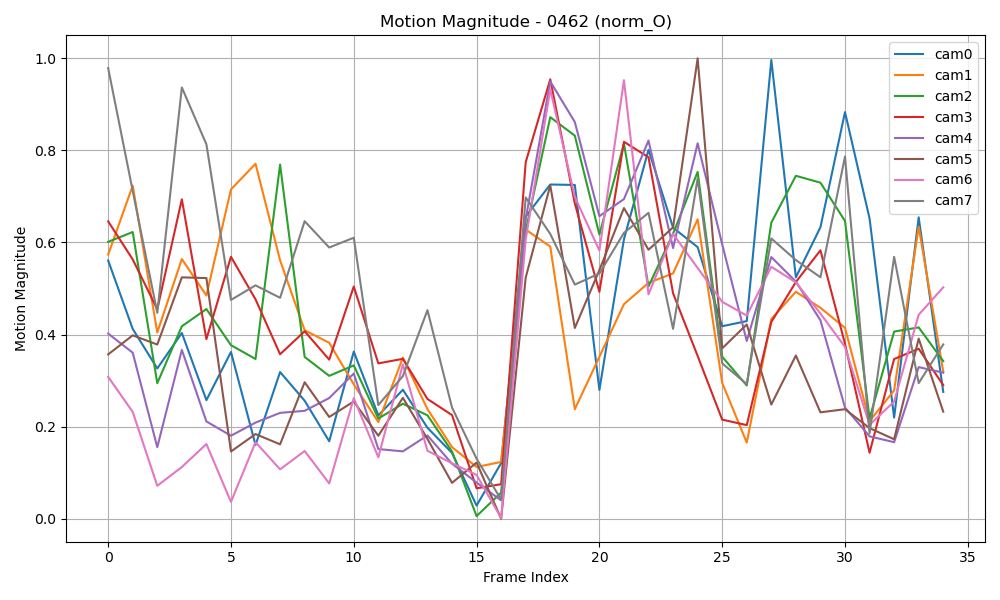 Motion Magnitude - 0462 (norm_O)
Motion Magnitude
1.0
0.8
0.6
0.4
0.2
0.0
0 5 10 15 20 25 30 35
Frame Index
cam0
cam1
cam2
cam3
cam4
cam5
cam6
cam7